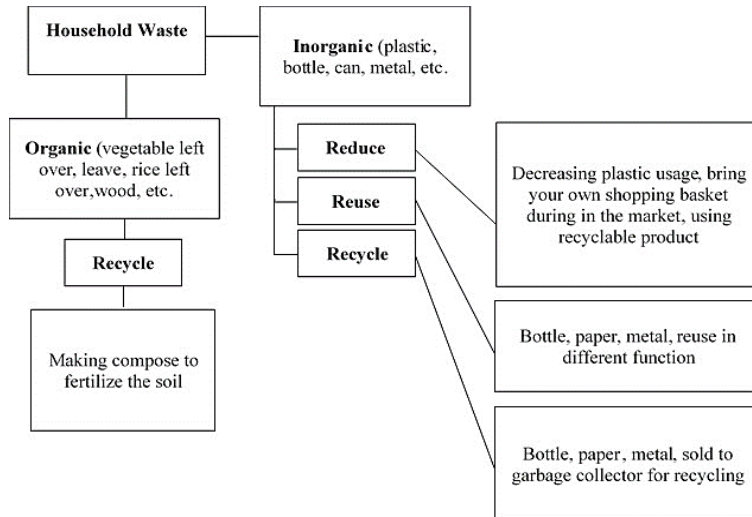 Household Waste
Inorganic (plastic,
bottle, can, metal, etc.
Organic (vegetable left
over, leave, rice left
over,wood, etc.
Recycle
Making compose to
fertilize the soil
Reduce
Reuse
Recycle
Decreasing plastic usage, bring
your own shopping basket
during in the market, using
recyclable product
Bottle, paper, metal, reuse in
different function
Bottle, paper, metal, sold to
garbage collector for recycling